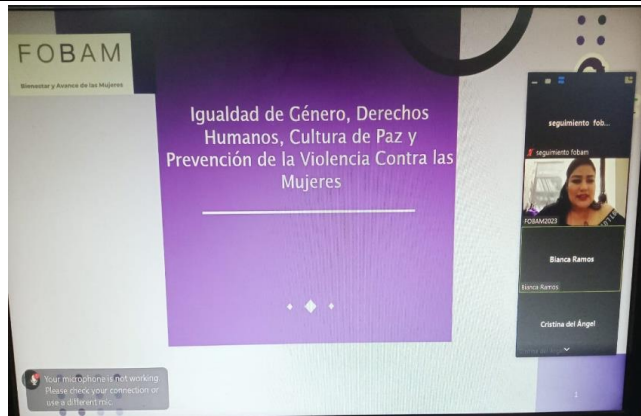 FOBAM
Bienestar y Avance de las Mujeres
Igualdad de Género, Derechos
Humanos, Cultura de Paz y
Prevención de la Violencia Contra las
Mujeres
seguimiento fob...
seguimiento fobam
FOBAM2023
Bianca Ramos
Bianca Ramos
Cristina del Ángel
Your microphone is not working.
Please check your connection or
use a different mic.
1